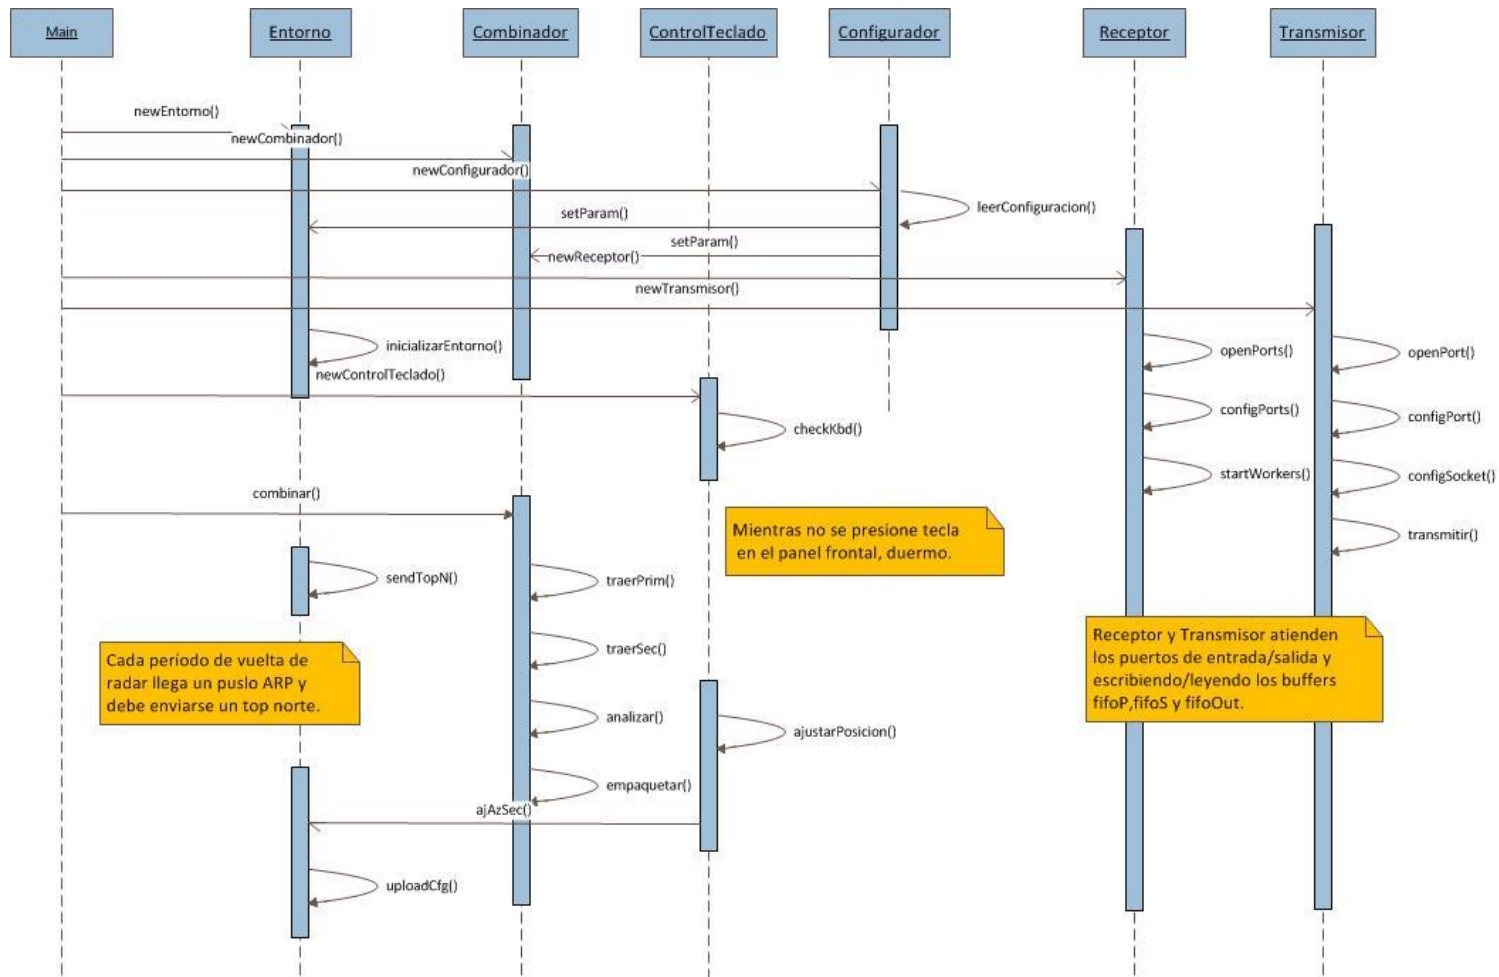 Main
Entorno
Combinador
ControlTeclado
Configurador
Receptor
Transmisor
newEntorno()
newCombinador()
newConfigurador()
leerConfiguracion()
setParam()
setParam()
newReceptor()
newTransmisor()
inicializarEntorno()
openPorts()
openPort()
newControlTeclado()
configPorts()
configPort()
checkKbd()
startWorkers()
configSocket()
combinar()
Mientras no se presione tecla
en el panel frontal, duermo.
transmitir()
sendTopN()
traerPrim()
Receptor y Transmisor atienden
los puertos de entrada/salida y
escribiendo/leyendo los buffers
fifoP,fifoS y fifoOut.
traerSec()
Cada período de vuelta de
radar llega un puslo ARP y
debe enviarse un top norte.
analizar()
ajustarPosicion()
empaquetar()
ajAzSec()
uploadCfg()